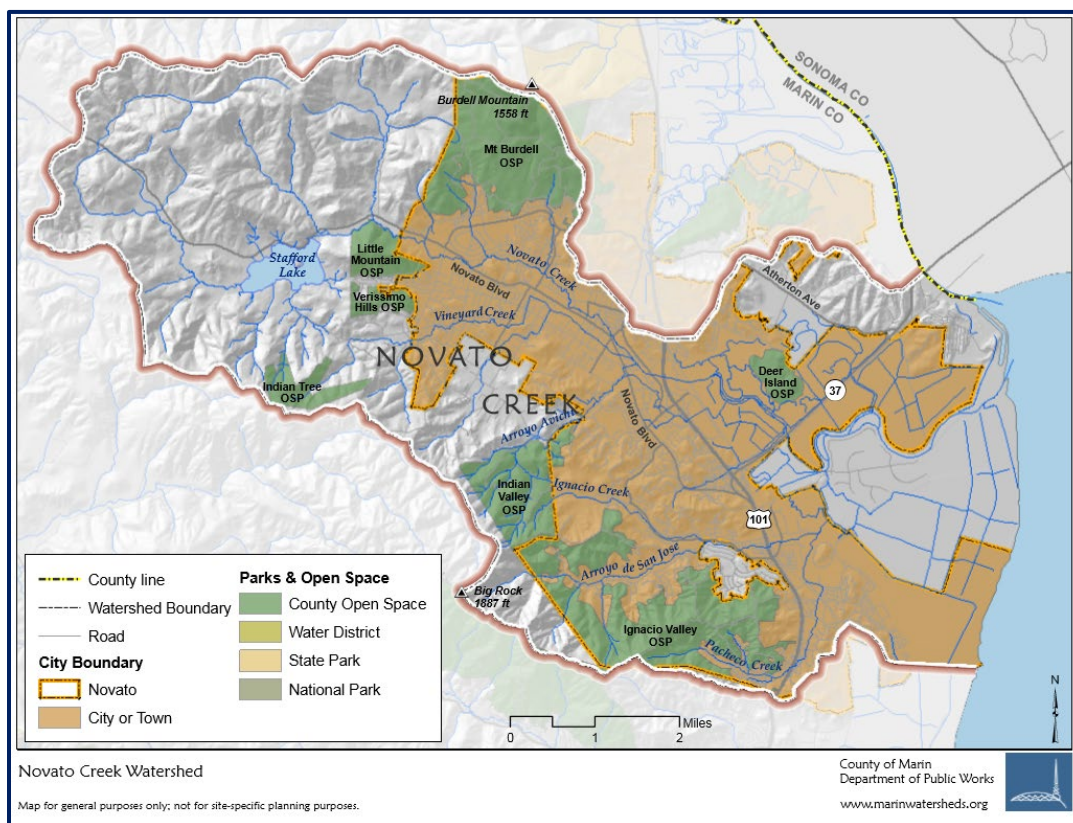 SONOMA CO
MARIN CO
Burdell Mountain
1558 ft
Mt Burdell
OSP
Little
Mountain
OSP
Stafford
Lake
Novato Creek
Novato Blvd
Atherton Ave
Verissimo
Hills OSP
Vineyard Creek
NOVATO
CREEK
Indian Tree
OSP
Deer
Island
OSP
37
Novato Blvd
Arroyo Avichi
Indian
Valley
OSP
Ignacio Creek
101
Arroyo de San Jose
Big Rock
1887 ft
Ignacio Valley
OSP
Pacheco Creek
County line
Watershed Boundary
Road
City Boundary
Novato
City or Town
Parks & Open Space
County Open Space
Water District
State Park
National Park
0 1 2 Miles
N
Novato Creek Watershed
Map for general purposes only; not for site-specific planning purposes.
County of Marin
Department of Public Works
www.marinwatersheds.org